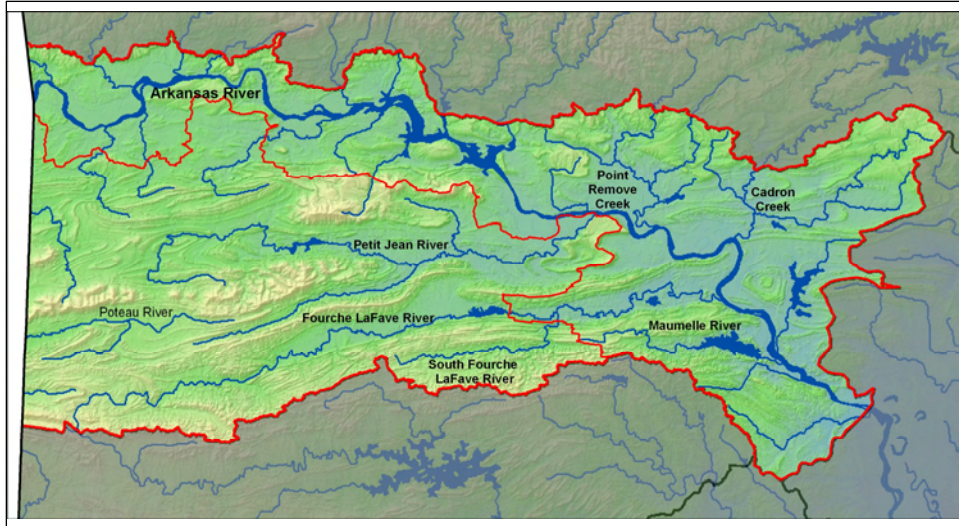 Arkansas River
Point
Remove
Creek
Cadron
Creek
Petit Jean River
Poteau River
Fourche LaFave River
Maumelle River
South Fourche
LaFave River